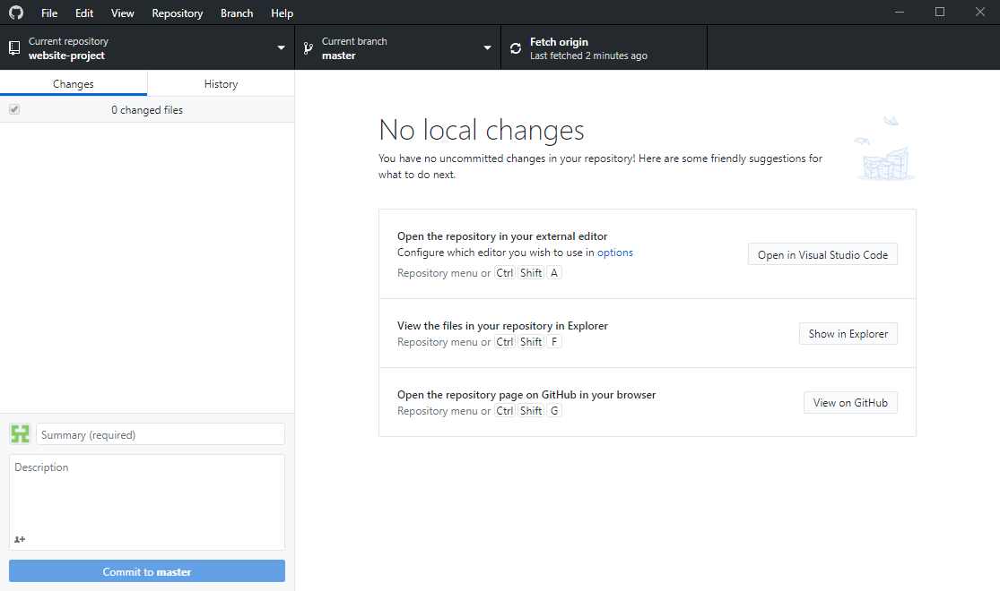 File Edit View Repository Branch Help
Current repository
website-project
Current branch
master
Fetch origin
Last fetched 2 minutes ago
Changes
History
0 changed files
Summary (required)
Description
Commit to master
No local changes
You have no uncommitted changes in your repository! Here are some friendly suggestions for
what to do next.
Open the repository in your external editor
Configure which editor you wish to use in options
Repository menu or Ctrl Shift A
Open in Visual Studio Code
View the files in your repository in Explorer
Repository menu or Ctrl Shift F
Show in Explorer
Open the repository page on GitHub in your browser
Repository menu or Ctrl Shift G
View on GitHub